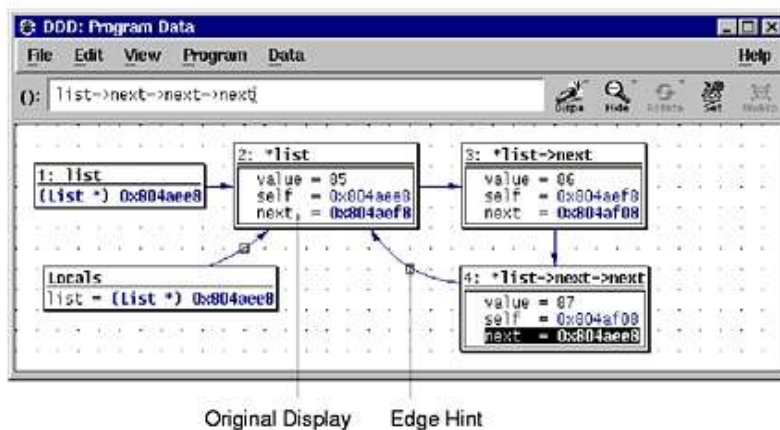 DDD: Program Data
File Edit View Program Data Help
(): list->next->next->next
Hide Rotate Set
1: list
(List *) 0x804aee8
2: *list
value = 85
self = 0x804aee8
next = 0x804aef8
3: *list->next
value = 86
self = 0x804aef8
next = 0x804af08
Locals
list = (List *) 0x804aee8
4: *list->next->next
value = 87
self = 0x804af08
next = 0x804aee8
Original Display
Edge Hint